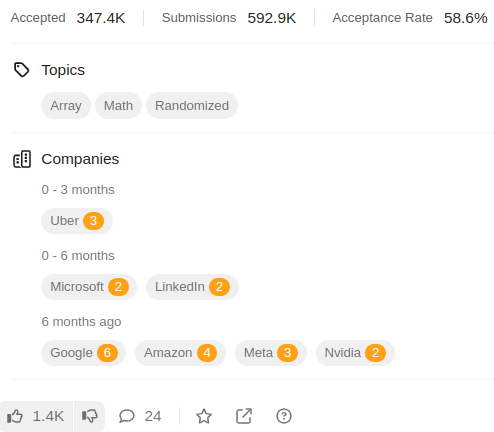 Accepted 347.4K Submissions 592.9K Acceptance Rate 58.6%
Topics
Array Math Randomized
Companies
0 - 3 months
Uber 3
0 - 6 months
Microsoft 2 LinkedIn 2
6 months ago
Google 6 Amazon 4 Meta 3 Nvidia 2
1.4K 24